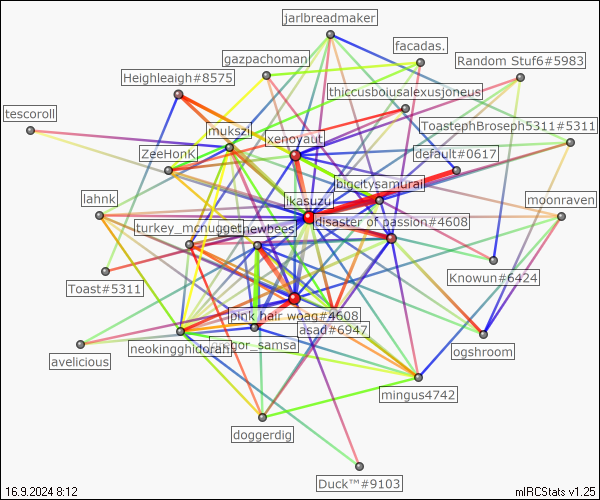 jarlbreadmaker
facadas.
gazpachoman
Random Stuf6#5983
Heighleaigh#8575
thiccusboiusalexusjoneus
tescoroll
ToastephBroseph5311#5311
mukszi
xenoyaut
ZeeHonK
default#0617
bigcitysamurai
lahnk
ikasuzu
moonraven
disaster of passion#4608
turkey_mcnugget
thewbees
Knowun#6424
Toast#5311
pink hair woag#4608
asad#6947
neokingghidorah
gregor_samsa
ogshroom
avelicious
mingus4742
doggerdig
Duck™#9103
16.9.2024 8:12
mIRCStats v1.25